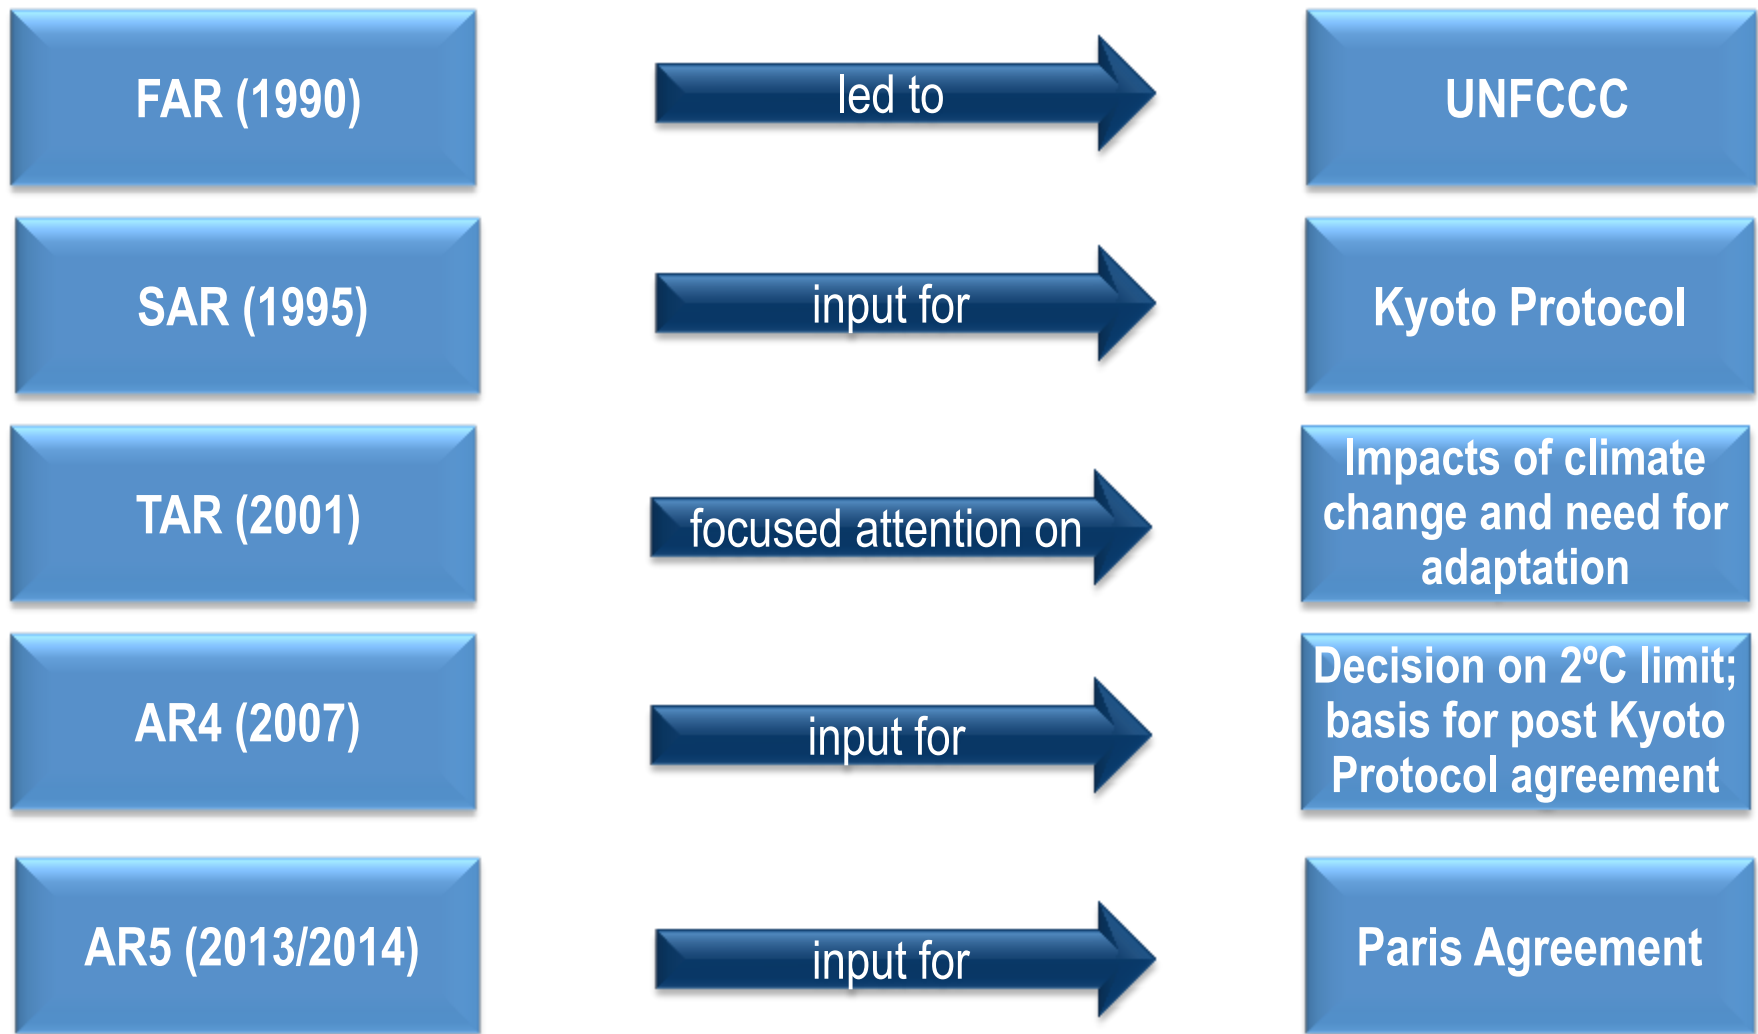 FAR (1990)
led to
UNFCCC
SAR (1995)
input for
Kyoto Protocol
TAR (2001)
focused attention on
Impacts of climate
change and need for
adaptation
AR4 (2007)
input for
Decision on 2ºC limit;
basis for post Kyoto
Protocol agreement
AR5 (2013/2014)
input for
Paris Agreement